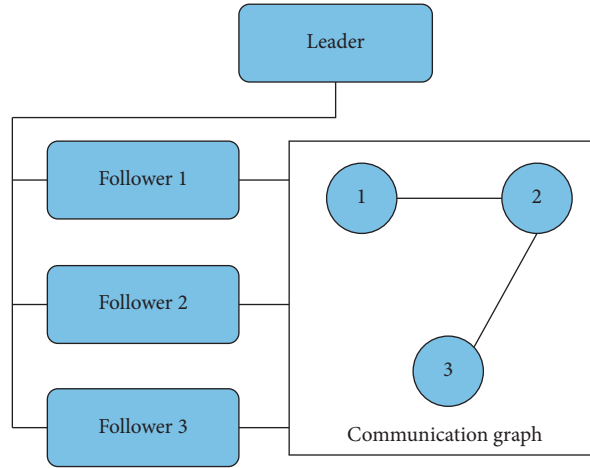 Leader
Follower 1
1
2
Follower 2
3
Follower 3
Communication graph